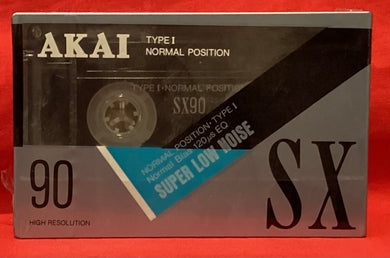 AKAI
TYPE I
NORMAL POSITION
TYPE I · NORMAL POSITION
SX90
NORMAL POSITION · TYPE I
Normal Bias 120µs EQ
SUPER LOW NOISE
90
HIGH RESOLUTION
SX